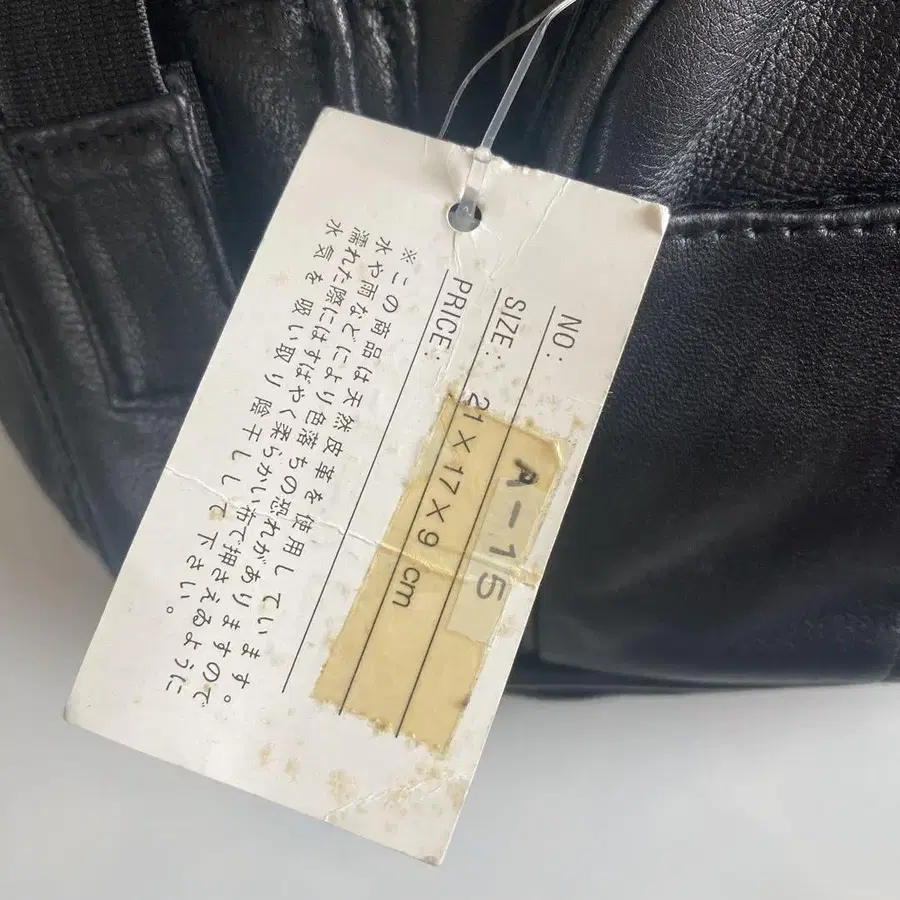 NO: A-15
SIZE: 21×17×9 cm
PRICE:
※この商品は天然皮革を使用しています。
水や雨などにより色落ちの恐れがありますので
濡れた際にはすばやく柔らかい布で押さえるように
水気を吸い取り陰干しして下さい。